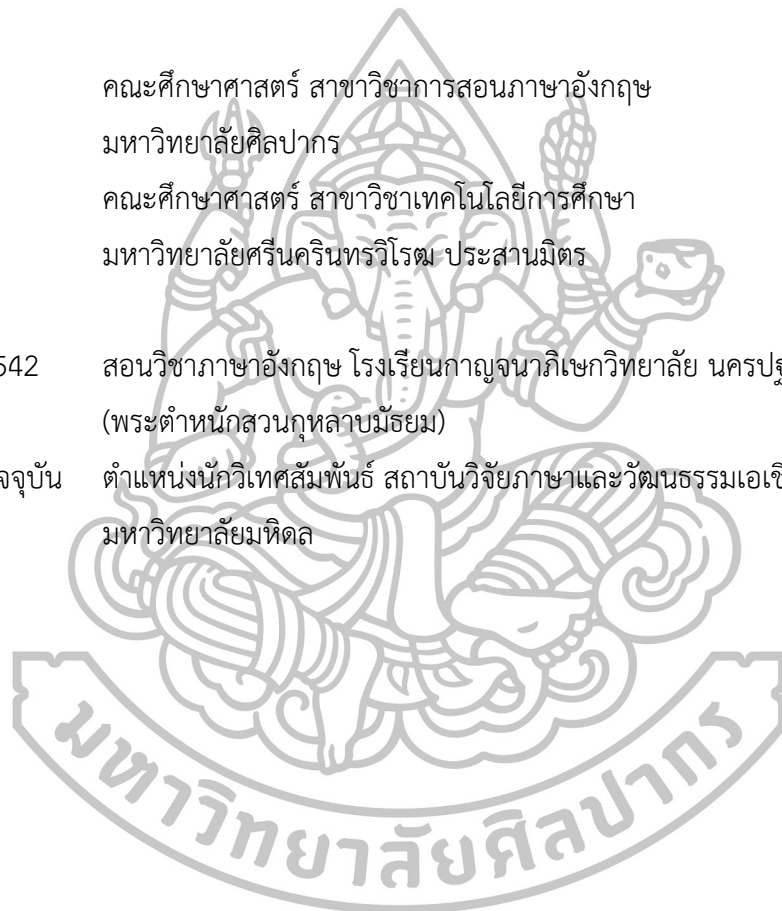 คณะศึกษาศาสตร์ สาขาวิชาการสอนภาษาอังกฤษ
มหาวิทยาลัยศิลปากร
คณะศึกษาศาสตร์ สาขาวิชาเทคโนโลยีการศึกษา
มหาวิทยาลัยศรีนครินทรวิโรฒ ประสานมิตร
542 สอนวิชาภาษาอังกฤษ โรงเรียนกาญจนาภิเษกวิทยาลัย นครปฐ
(พระตำหนักสวนกุหลาบมัธยม)
จจุบัน ตำแหน่งนักวิเทศสัมพันธ์ สถาบันวิจัยภาษาและวัฒนธรรมเอเชี
มหาวิทยาลัยมหิดล
มหาวิทยาลัยศิลปากร